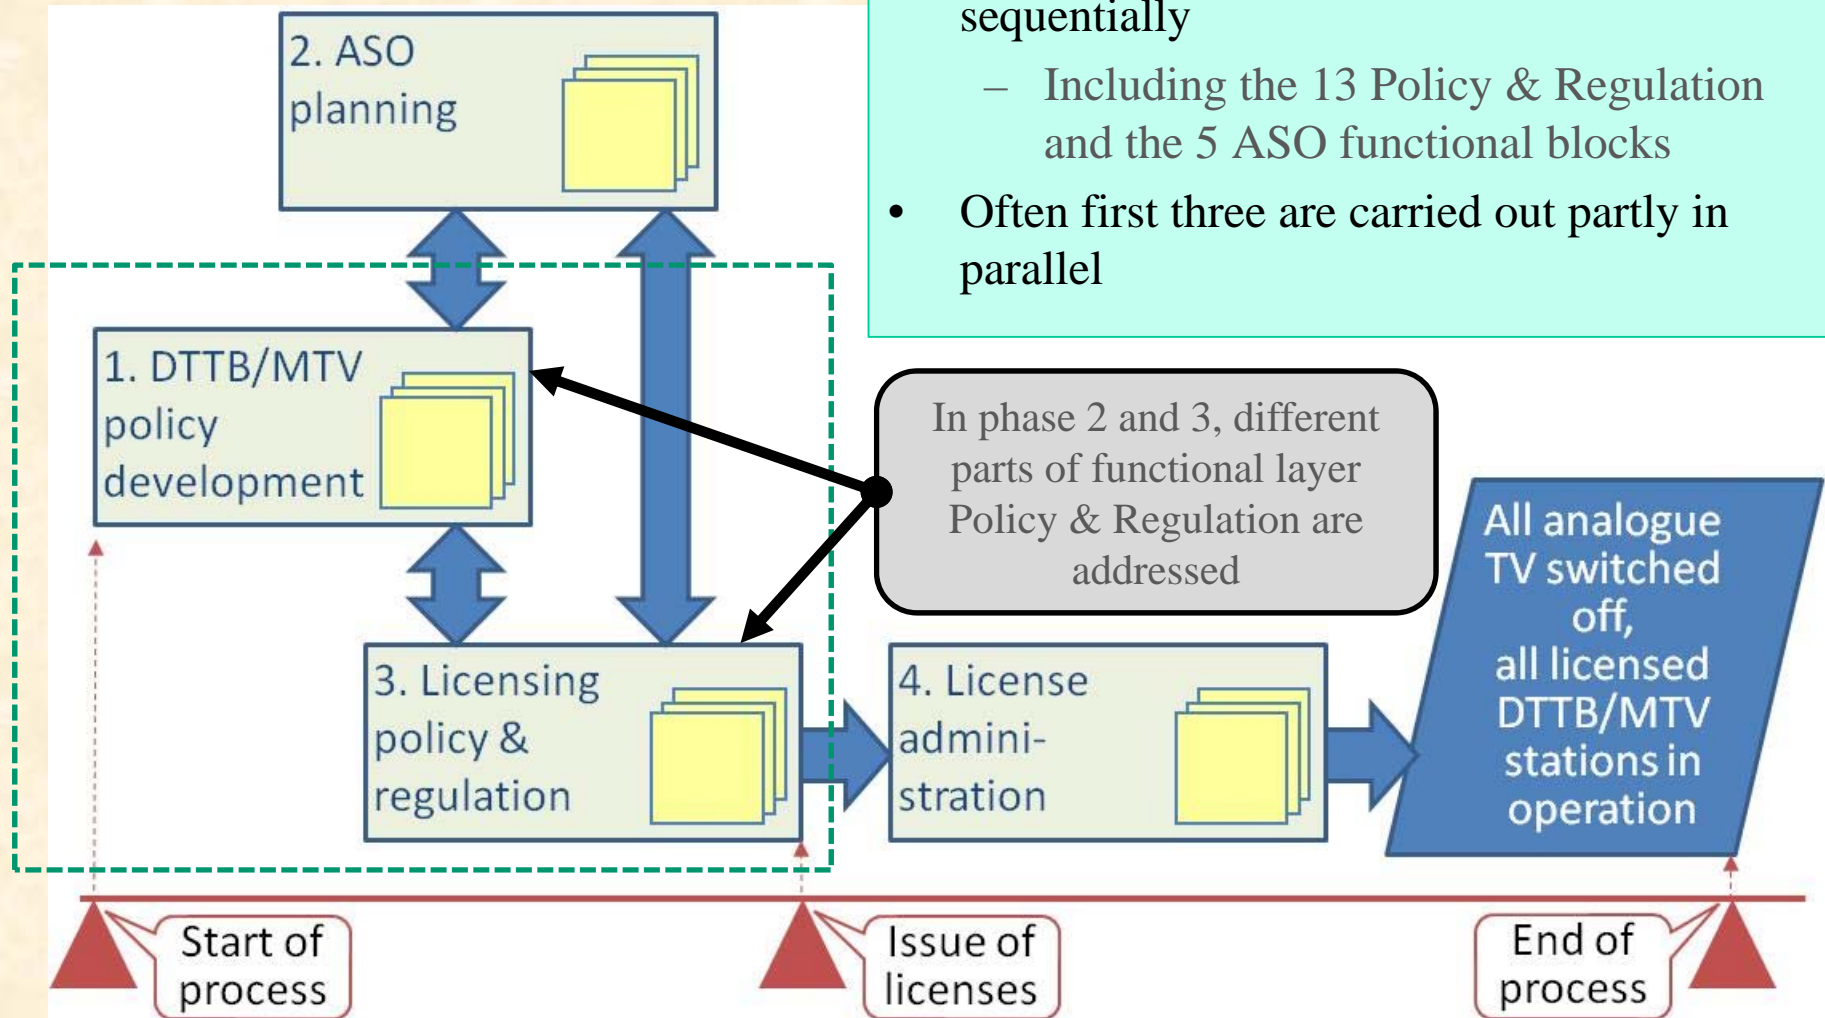 sequentially
– Including the 13 Policy & Regulation
and the 5 ASO functional blocks
• Often first three are carried out partly in
parallel
2. ASO
planning
1. DTTB/MTV
policy
development
In phase 2 and 3, different
parts of functional layer
Policy & Regulation are
addressed
3. Licensing
policy &
regulation
4. License
admini-
stration
All analogue
TV switched
off,
all licensed
DTTB/MTV
stations in
operation
Start of
process
Issue of
licenses
End of
process